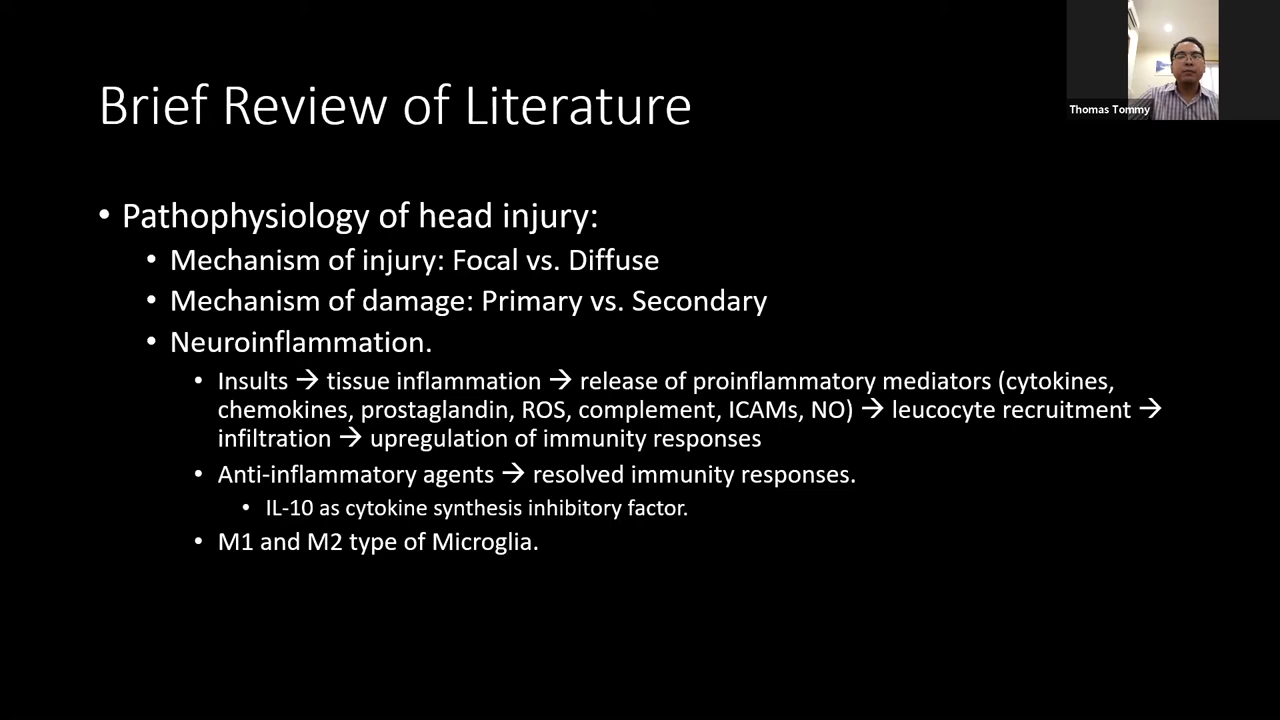 Brief Review of Literature
Thomas Tommy
• Pathophysiology of head injury:
• Mechanism of injury: Focal vs. Diffuse
• Mechanism of damage: Primary vs. Secondary
• Neuroinflammation.
• Insults → tissue inflammation → release of proinflammatory mediators (cytokines,
chemokines, prostaglandin, ROS, complement, ICAMs, NO) → leucocyte recruitment →
infiltration → upregulation of immunity responses
• Anti-inflammatory agents → resolved immunity responses.
• IL-10 as cytokine synthesis inhibitory factor.
• M1 and M2 type of Microglia.